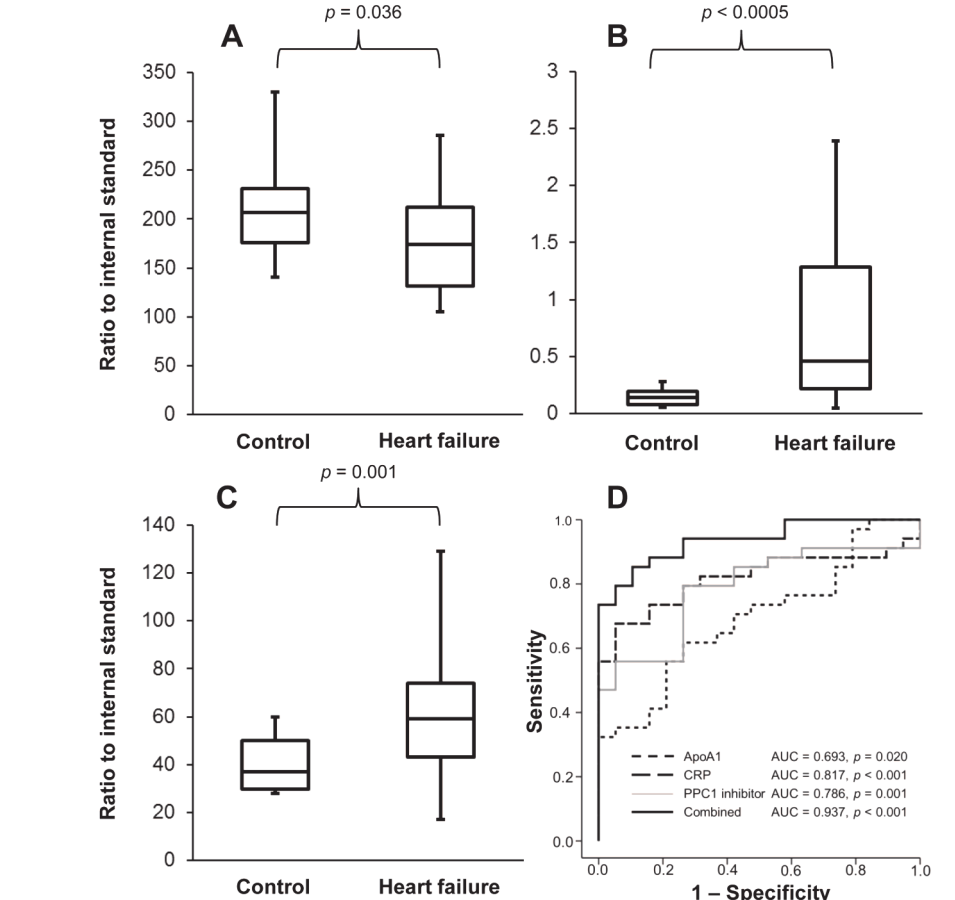 p = 0.036
A
350
300
250
200
150
100
50
0
Ratio to internal standard
Control
Heart failure
p < 0.0005
B
3
2.5
2
1.5
1
0.5
0
Control
Heart failure
p = 0.001
C
140
120
100
80
60
40
20
0
Ratio to internal standard
Control
Heart failure
D
1.0
0.8
0.6
0.4
0.2
0.0
Sensitivity
ApoA1 AUC = 0.693, p = 0.020
CRP AUC = 0.817, p < 0.001
PPC1 inhibitor AUC = 0.786, p = 0.001
Combined AUC = 0.937, p < 0.001
0.0 0.2 0.4 0.6 0.8 1.0
1 – Specificity